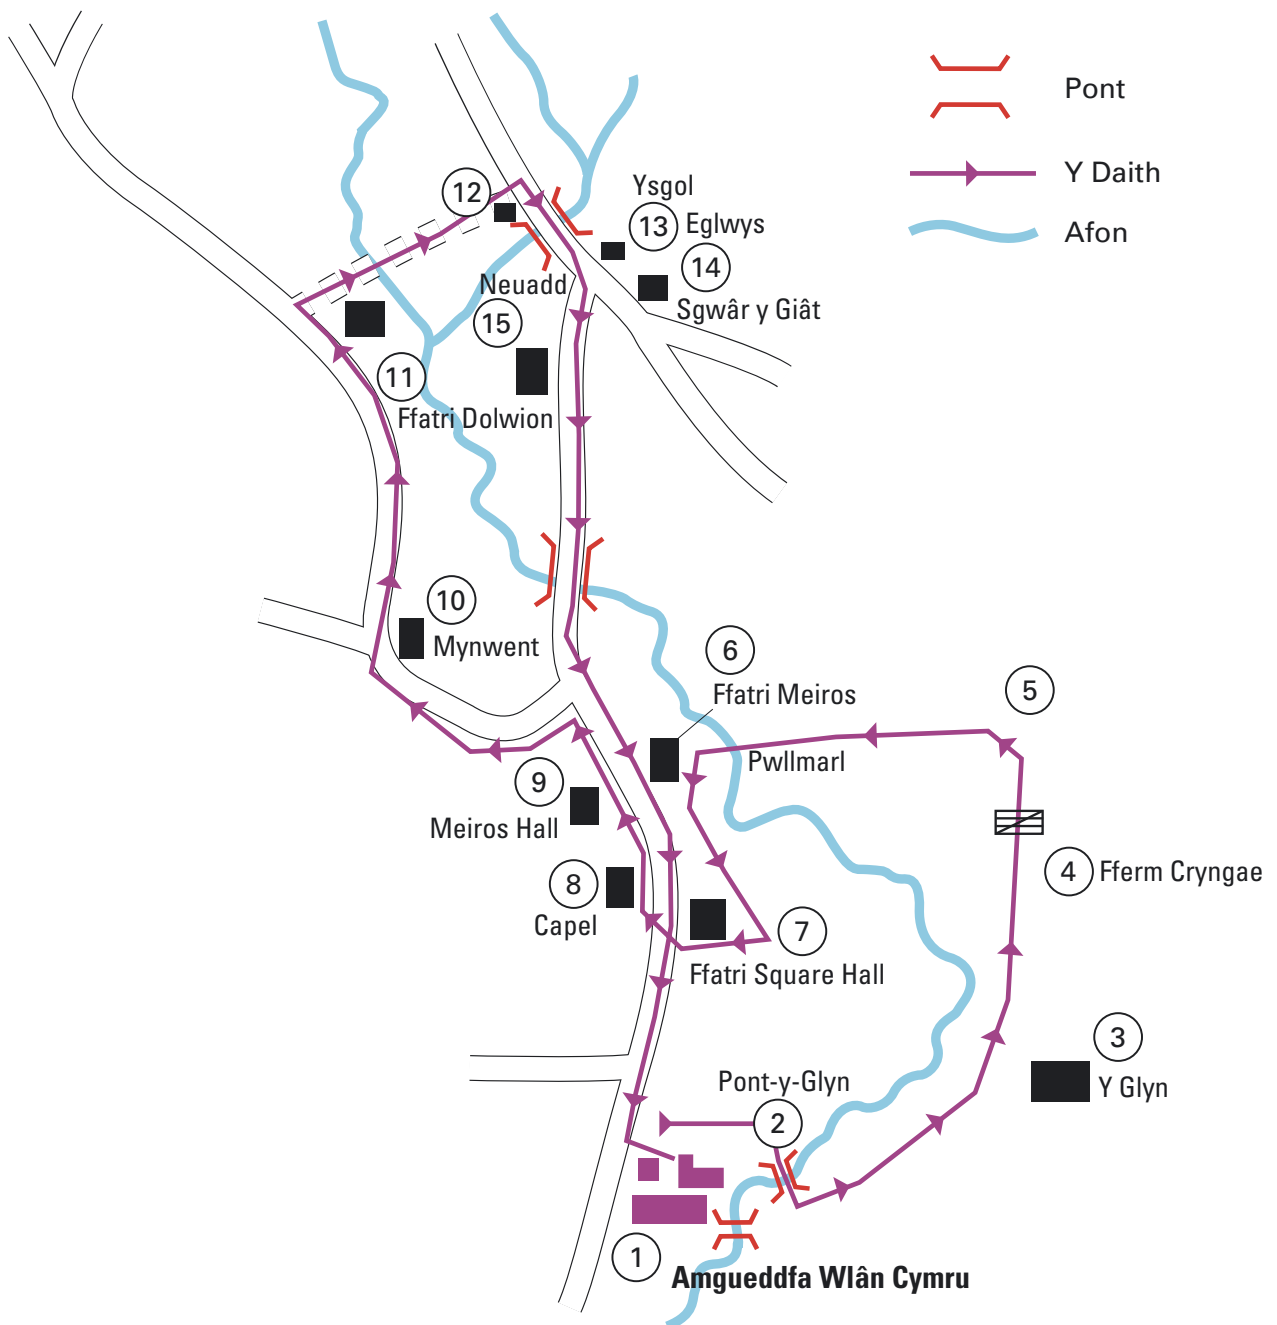 Pont
Y Daith
Afon
12
Ysgol
13
Eglwys
14
Sgwâr y Giât
Neuadd
15
11
Ffatri Dolwion
10
Mynwent
6
Ffatri Meiros
5
Pwllmarl
9
Meiros Hall
4 Fferm Cryngae
8
Capel
7
Ffatri Square Hall
3
Y Glyn
Pont-y-Glyn
2
1
Amgueddfa Wlân Cymru